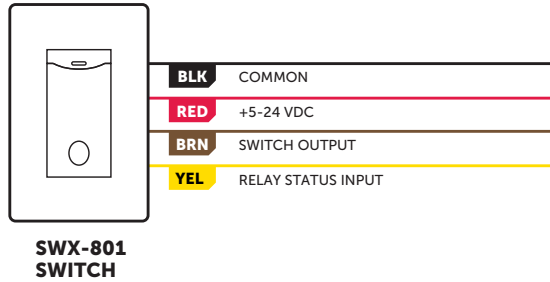 BLK COMMON
RED +5-24 VDC
BRN SWITCH OUTPUT
YEL RELAY STATUS INPUT
SWX-801
SWITCH